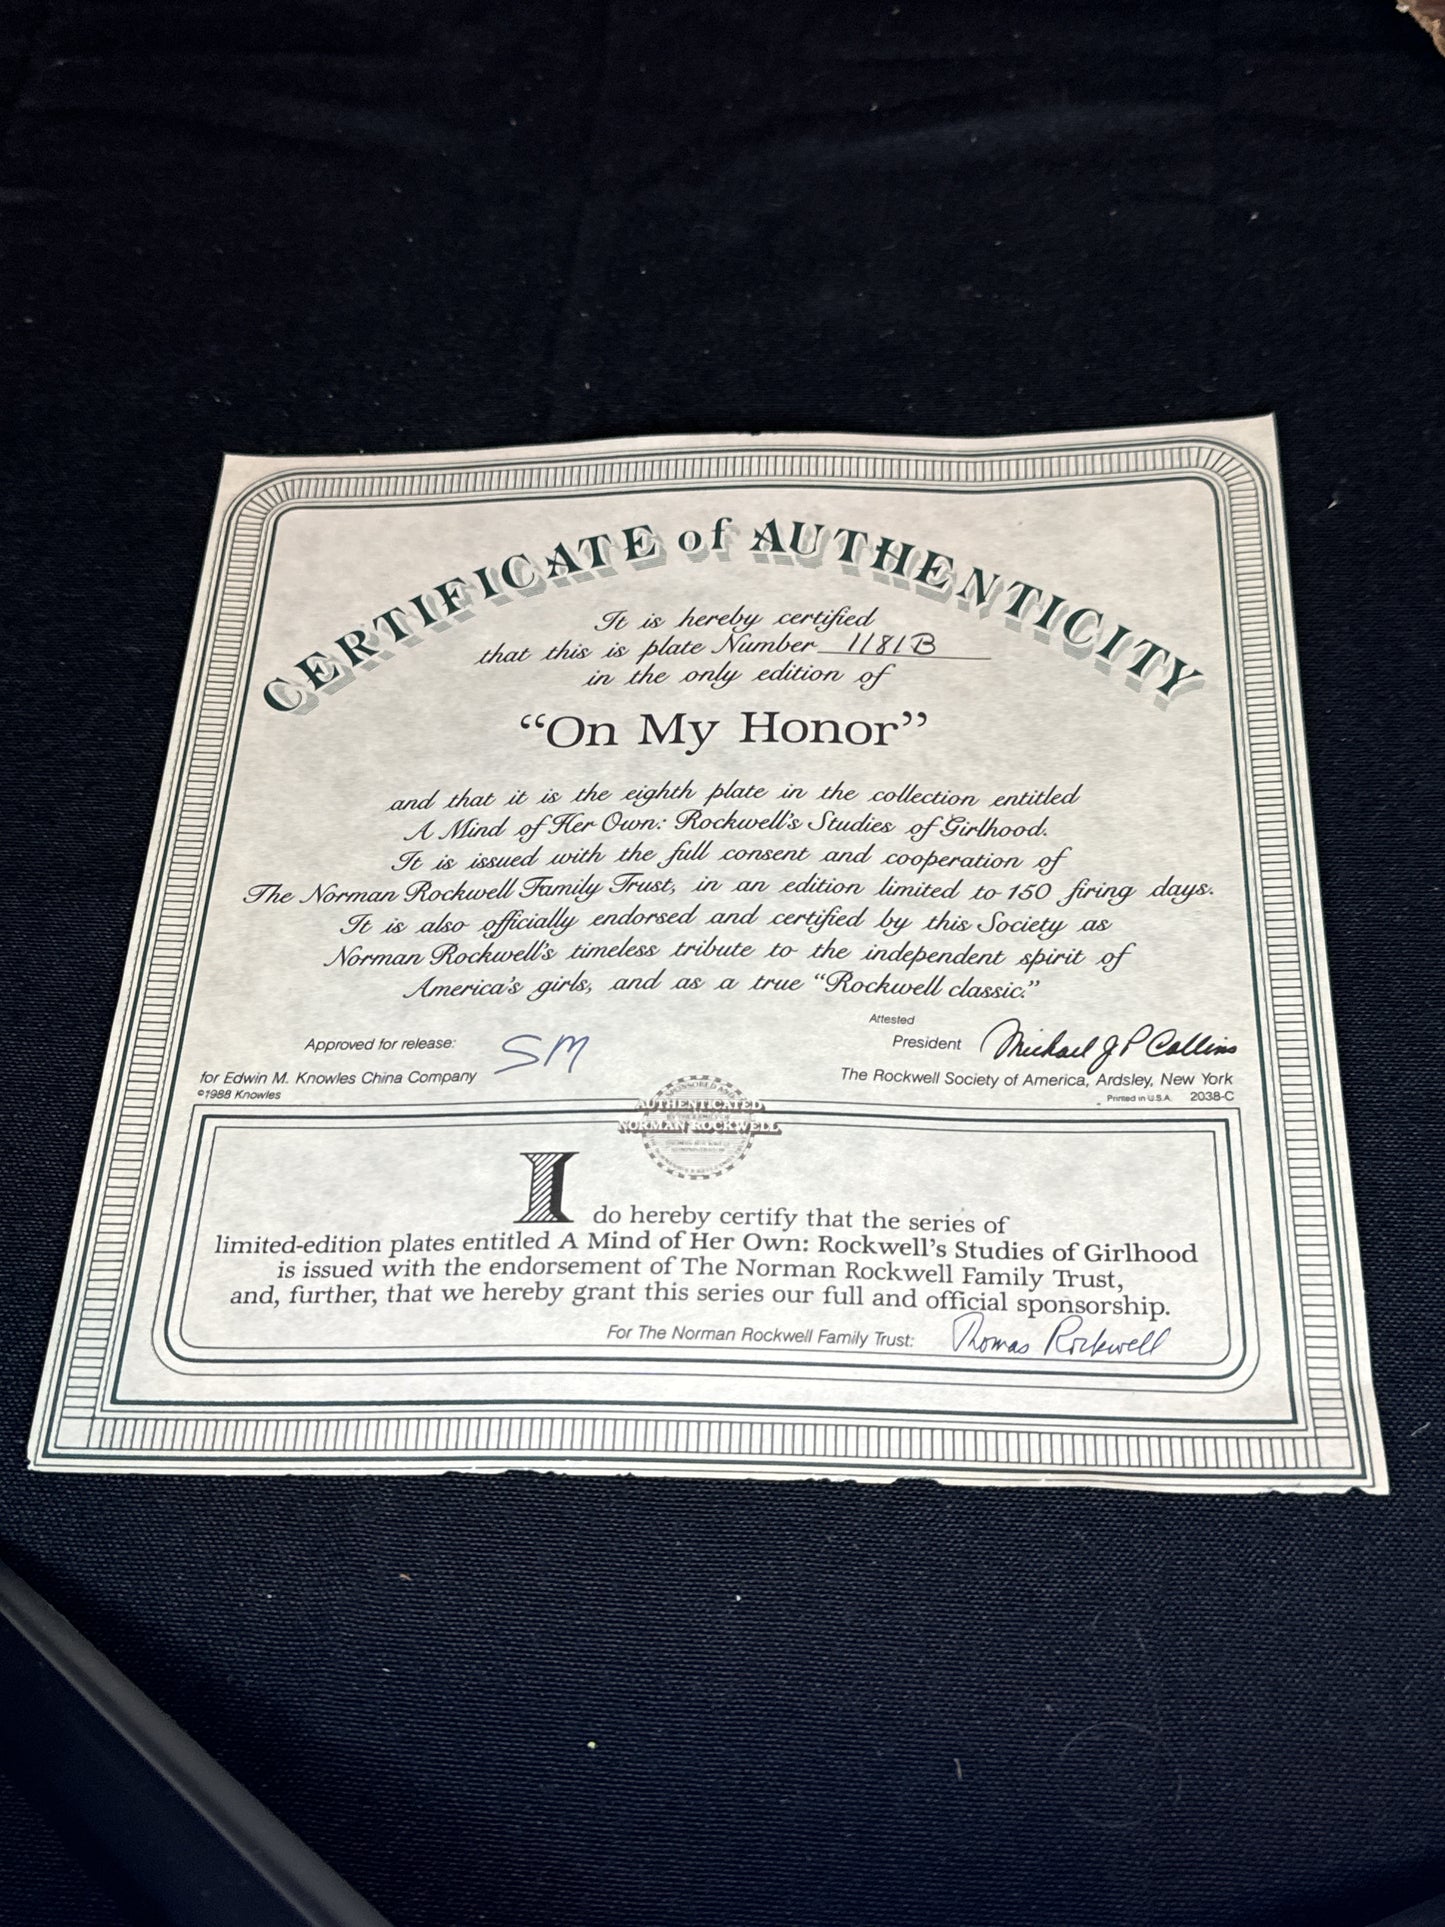 CERTIFICATE of AUTHENTICITY
It is hereby certified
that this is plate Number 1181B
in the only edition of
“On My Honor”
and that it is the eighth plate in the collection entitled
A Mind of Her Own: Rockwell's Studies of Girlhood.
It is issued with the full consent and cooperation of
The Norman Rockwell Family Trust, in an edition limited to 150 firing days.
It is also officially endorsed and certified by this Society as
Norman Rockwell's timeless tribute to the independent spirit of
America's girls, and as a true “Rockwell classic.”
Approved for release: SM
for Edwin M. Knowles China Company
©1988 Knowles
Attested
President Michael J P Collins
The Rockwell Society of America, Ardsley, New York
Printed in U.S.A. 2038-C
SPONSORED AND
AUTHENTICATED
NORMAN ROCKWELL
I do hereby certify that the series of
limited-edition plates entitled A Mind of Her Own: Rockwell's Studies of Girlhood
is issued with the endorsement of The Norman Rockwell Family Trust,
and, further, that we hereby grant this series our full and official sponsorship.
For The Norman Rockwell Family Trust: Thomas Rockwell